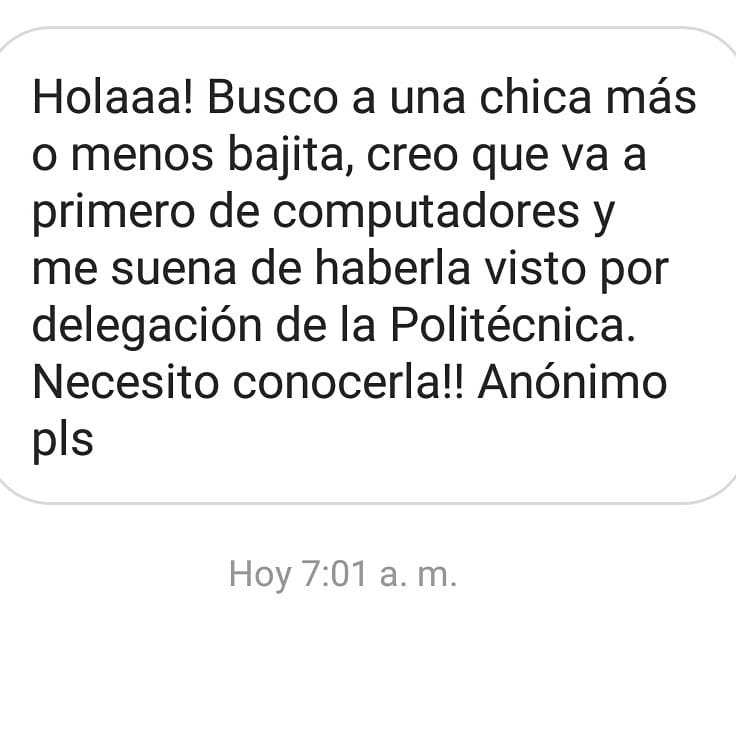 Holaaa! Busco a una chica más
o menos bajita, creo que va a
primero de computadores y
me suena de haberla visto por
delegación de la Politécnica.
Necesito conocerla!! Anónimo
pls
Hoy 7:01 a. m.